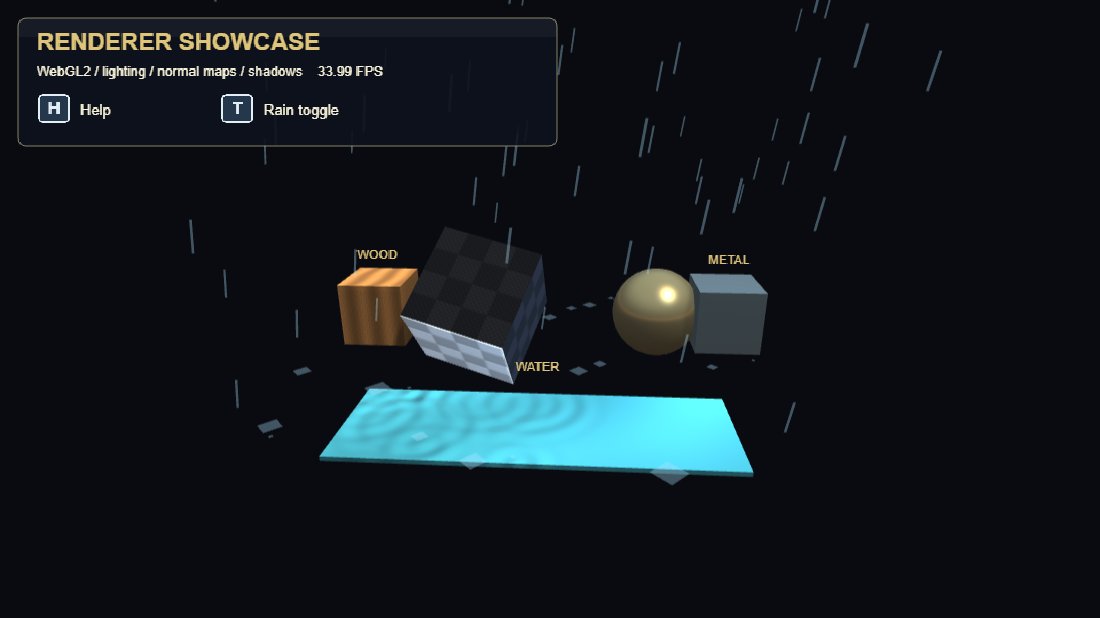 RENDERER SHOWCASE
WebGL2 / lighting / normal maps / shadows 33.99 FPS
H Help T Rain toggle
WOOD
METAL
WATER